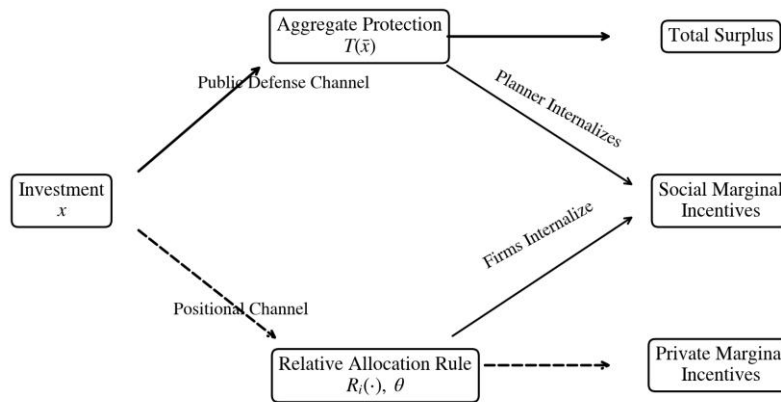 Aggregate Protection
T(x̄)
Total Surplus
Public Defense Channel
Planner Internalizes
Investment
x
Social Marginal
Incentives
Firms Internalize
Positional Channel
Relative Allocation Rule
Rᵢ(·), θ
Private Marginal
Incentives